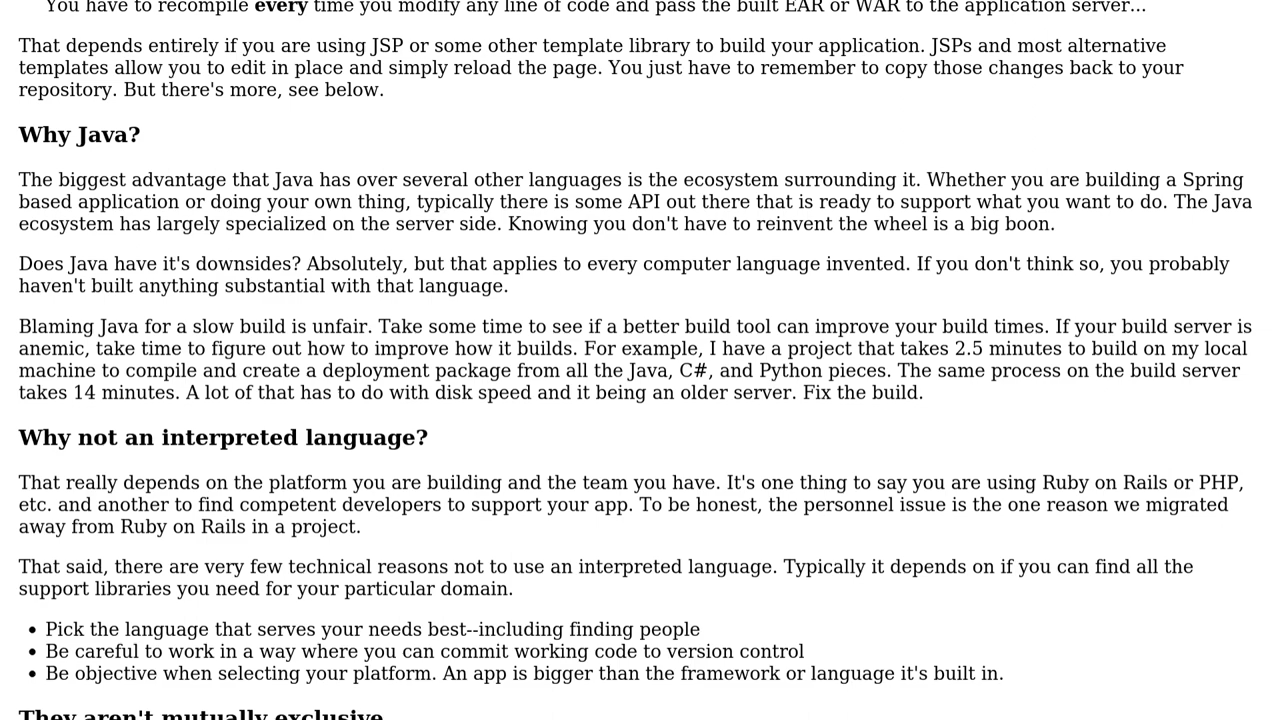 You have to recompile every time you modify any line of code and pass the built EAR or WAR to the application server...
That depends entirely if you are using JSP or some other template library to build your application. JSPs and most alternative
templates allow you to edit in place and simply reload the page. You just have to remember to copy those changes back to your
repository. But there's more, see below.
Why Java?
The biggest advantage that Java has over several other languages is the ecosystem surrounding it. Whether you are building a Spring
based application or doing your own thing, typically there is some API out there that is ready to support what you want to do. The Java
ecosystem has largely specialized on the server side. Knowing you don't have to reinvent the wheel is a big boon.
Does Java have it's downsides? Absolutely, but that applies to every computer language invented. If you don't think so, you probably
haven't built anything substantial with that language.
Blaming Java for a slow build is unfair. Take some time to see if a better build tool can improve your build times. If your build server is
anemic, take time to figure out how to improve how it builds. For example, I have a project that takes 2.5 minutes to build on my local
machine to compile and create a deployment package from all the Java, C#, and Python pieces. The same process on the build server
takes 14 minutes. A lot of that has to do with disk speed and it being an older server. Fix the build.
Why not an interpreted language?
That really depends on the platform you are building and the team you have. It's one thing to say you are using Ruby on Rails or PHP,
etc. and another to find competent developers to support your app. To be honest, the personnel issue is the one reason we migrated
away from Ruby on Rails in a project.
That said, there are very few technical reasons not to use an interpreted language. Typically it depends on if you can find all the
support libraries you need for your particular domain.
• Pick the language that serves your needs best--including finding people
• Be careful to work in a way where you can commit working code to version control
• Be objective when selecting your platform. An app is bigger than the framework or language it's built in.
They aren't mutually exclusive